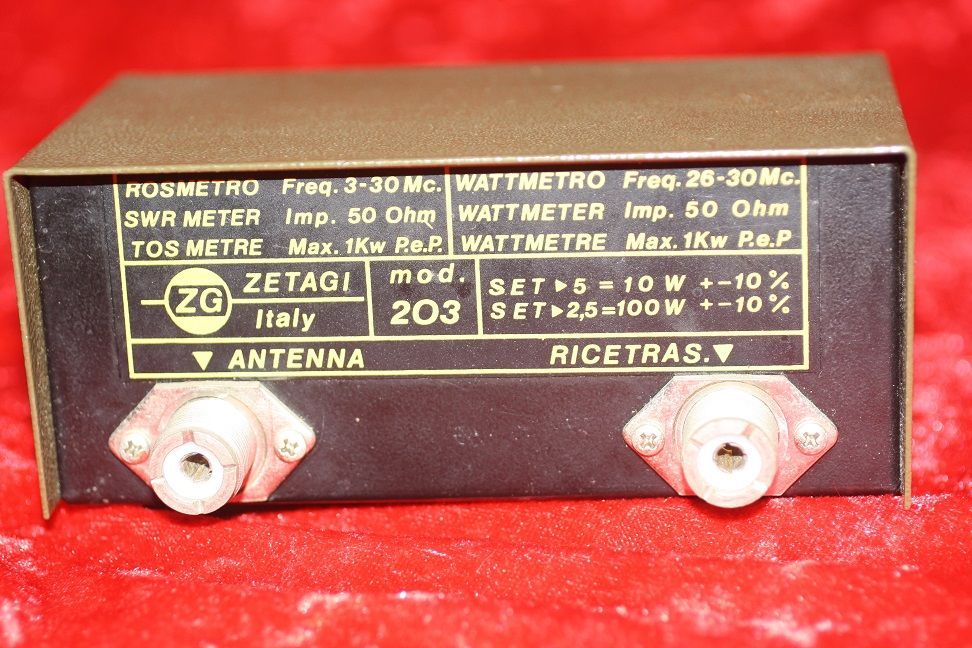 ROSMETRO Freq. 3-30 Mc. WATTMETRO Freq. 26-30 Mc.
SWR METER Imp. 50 Ohm WATTMETER Imp. 50 Ohm
TOS METRE Max. 1Kw P.e.P. WATTMETRE Max. 1Kw P.e.P
ZG ZETAGI
Italy
mod.
203
SET ▶ 5 = 10 W +-10%
SET ▶ 2,5=100W +-10%
▼ ANTENNA RICETRAS. ▼